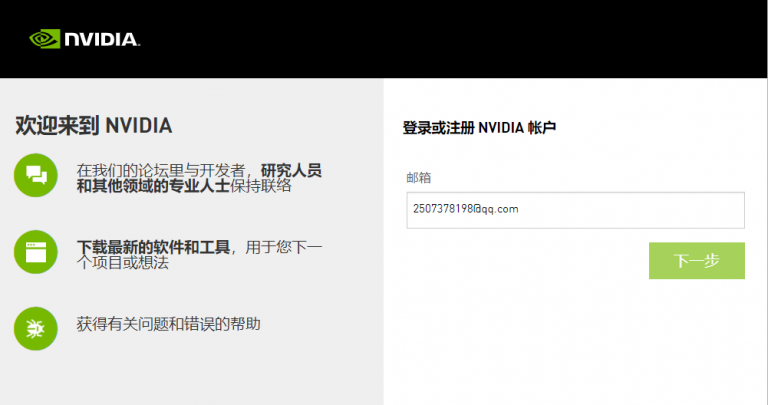 NVIDIA.
欢迎来到 NVIDIA
在我们的论坛里与开发者，研究人员
和其他领域的专业人士保持联络
下载最新的软件和工具，用于您下一
个项目或想法
获得有关问题和错误的帮助
登录或注册 NVIDIA 帐户
邮箱
2507378198@qq.com
下一步